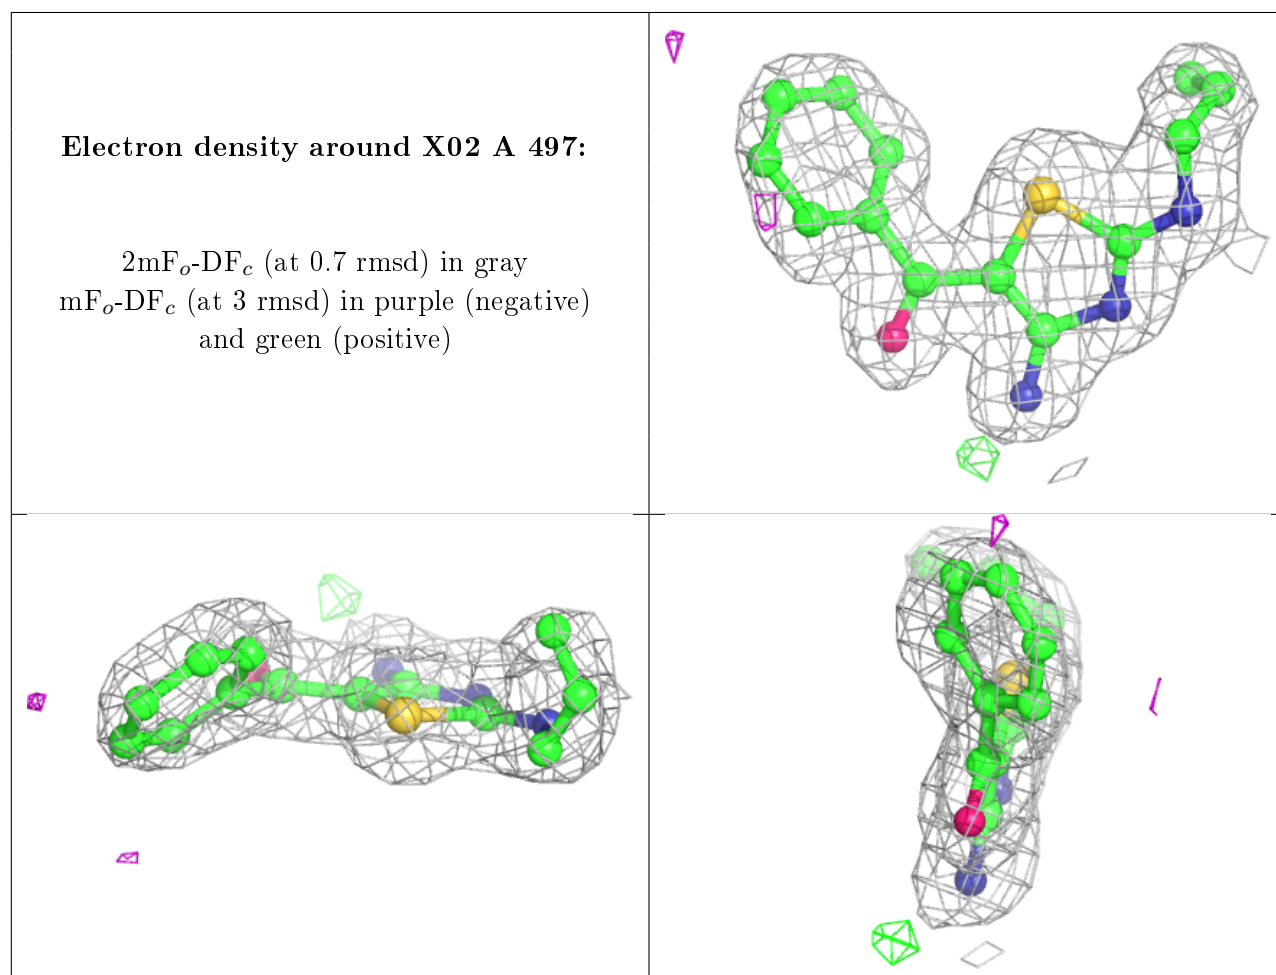 Electron density around X02 A 497:
2mFo-DFc (at 0.7 rmsd) in gray
mFo-DFc (at 3 rmsd) in purple (negative)
and green (positive)